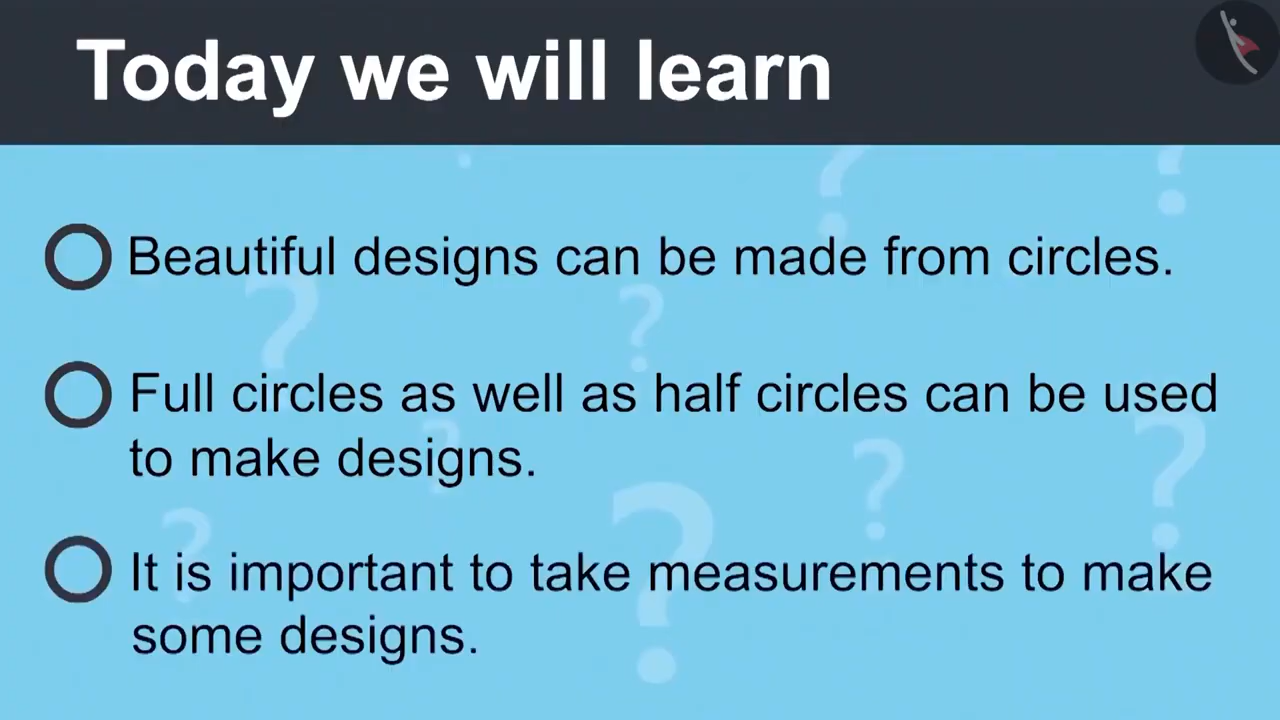 Today we will learn
Beautiful designs can be made from circles.
Full circles as well as half circles can be used
to make designs.
It is important to take measurements to make
some designs.